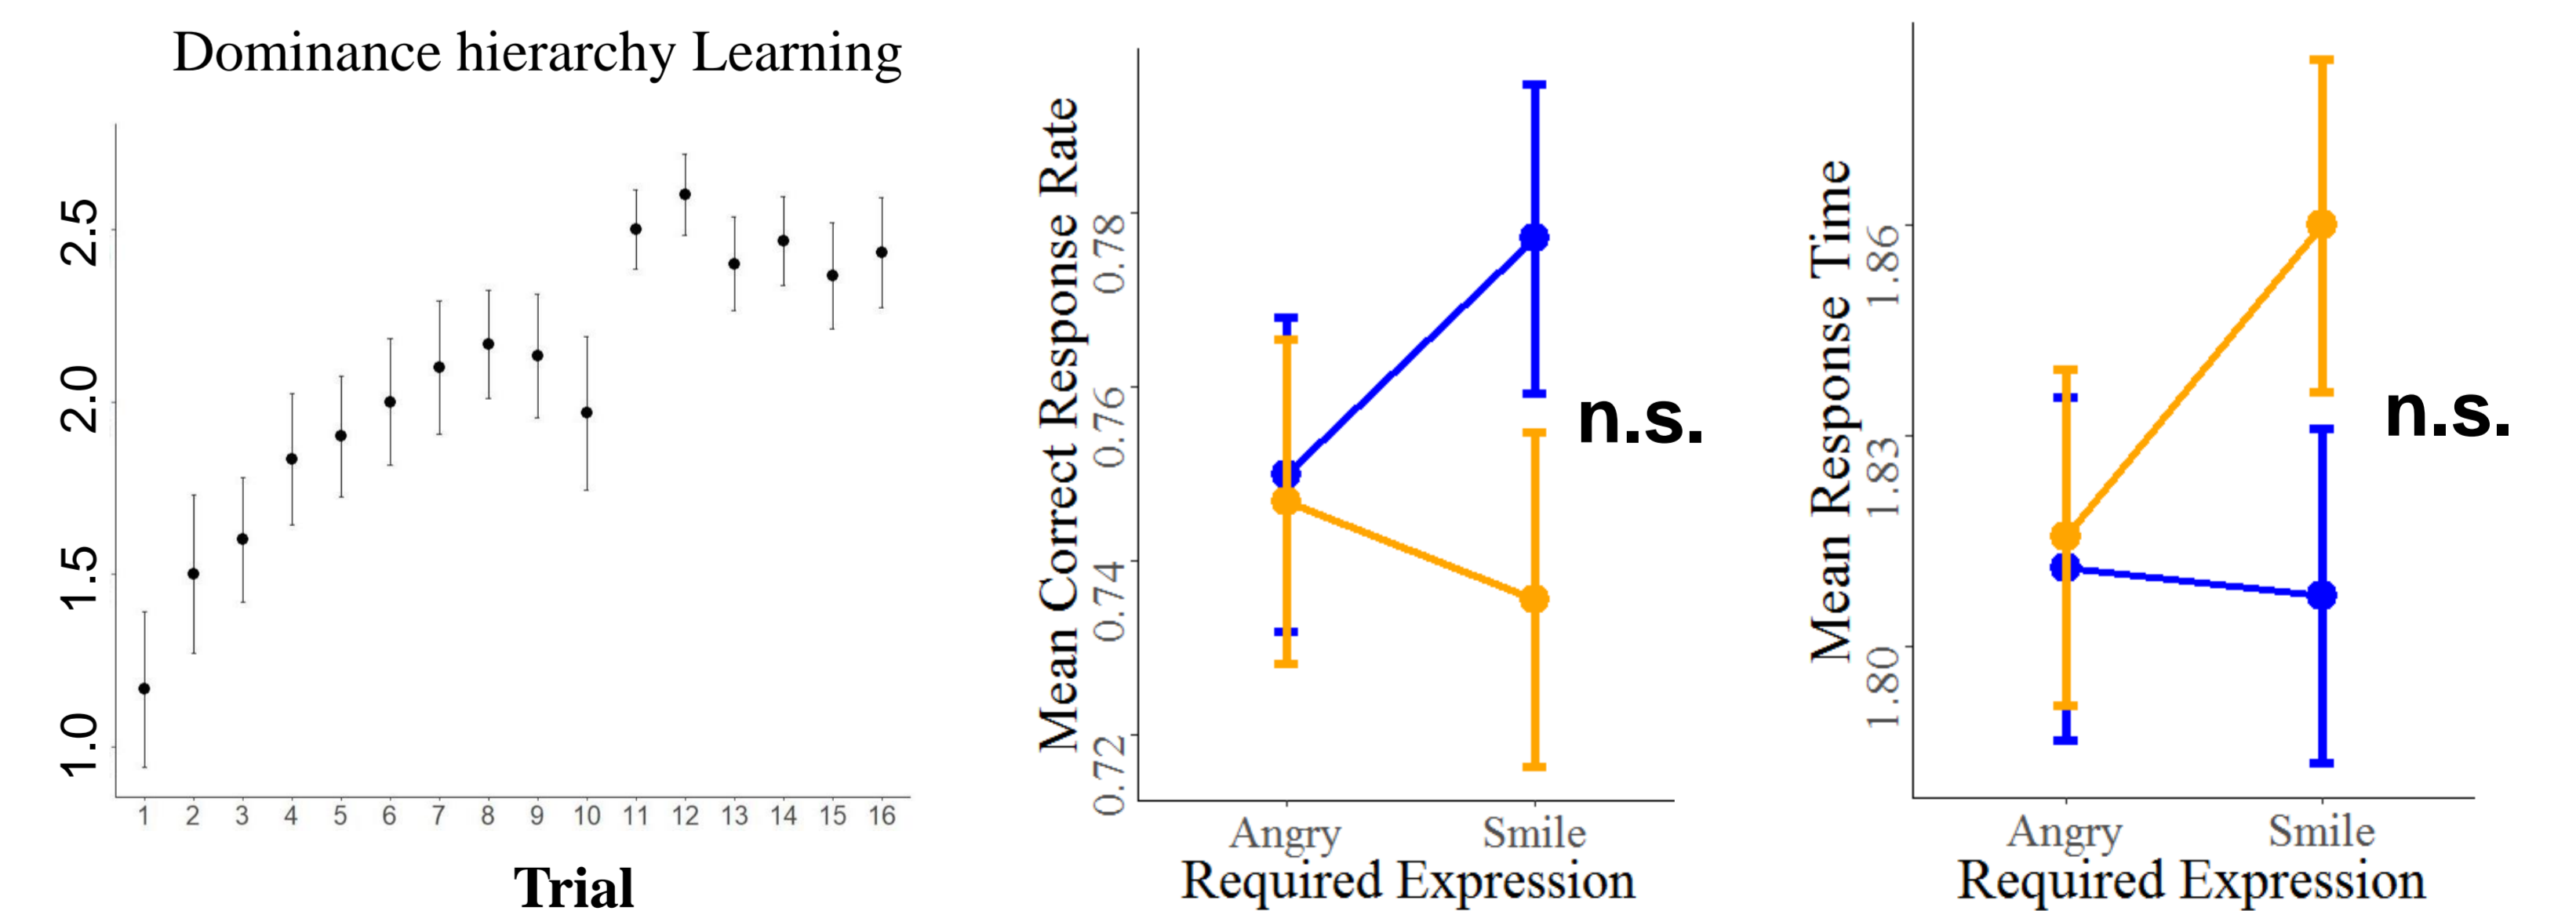 Dominance hierarchy Learning
2.5
2.0
1.5
1.0
1 2 3 4 5 6 7 8 9 10 11 12 13 14 15 16
Trial
Mean Correct Response Rate
0.78
0.76
0.74
0.72
n.s.
Angry Smile
Required Expression
Mean Response Time
1.86
1.83
1.80
n.s.
Angry Smile
Required Expression